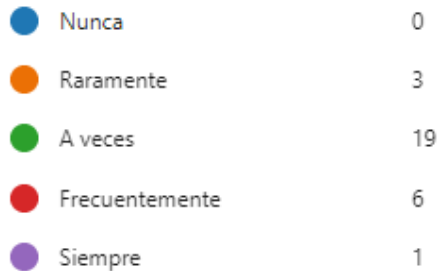 Nunca 0
Raramente 3
A veces 19
Frecuentemente 6
Siempre 1